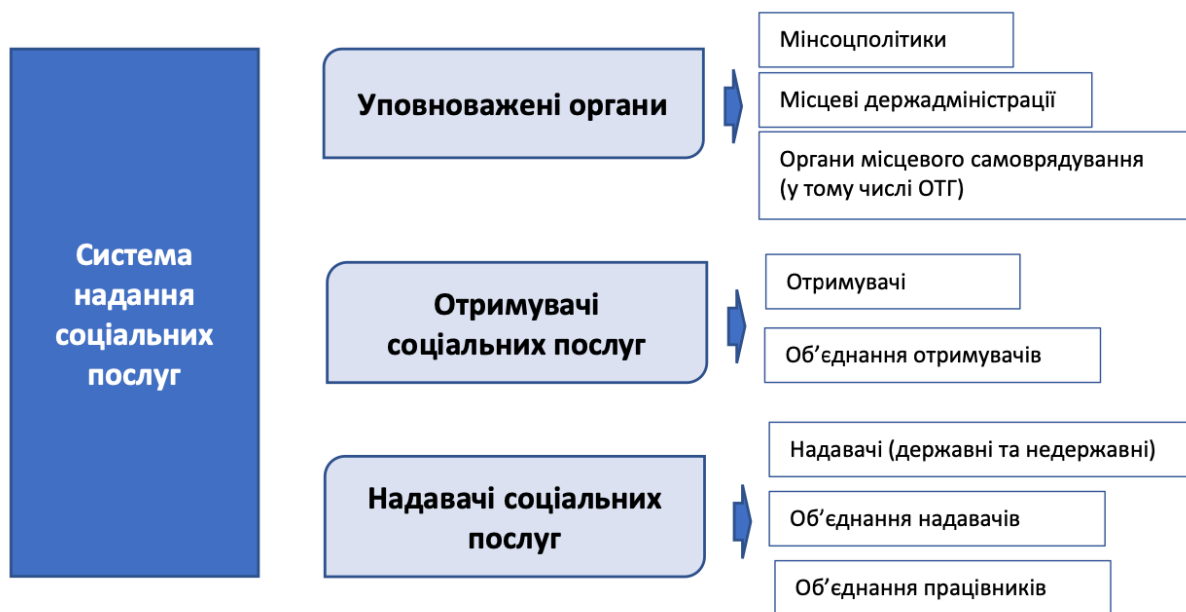 Система
надання
соціальних
послуг
Уповноважені органи
Мінсоцполітики
Місцеві держадміністрації
Органи місцевого самоврядування
(у тому числі ОТГ)
Отримувачі
соціальних послуг
Отримувачі
Об’єднання отримувачів
Надавачі соціальних
послуг
Надавачі (державні та недержавні)
Об’єднання надавачів
Об’єднання працівників